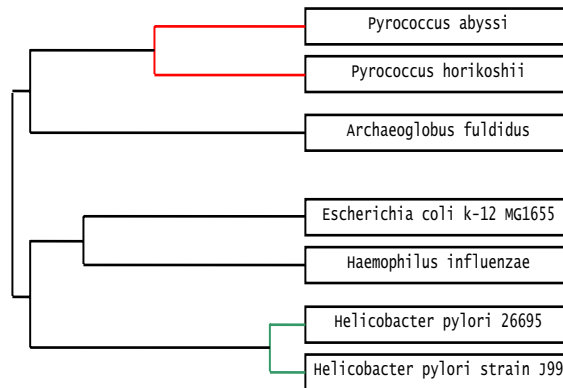 Pyrococcus abyssi
Pyrococcus horikoshii
Archaeoglobus fuldidus
Escherichia coli k-12 MG1655
Haemophilus influenzae
Helicobacter pylori 26695
Helicobacter pylori strain J99